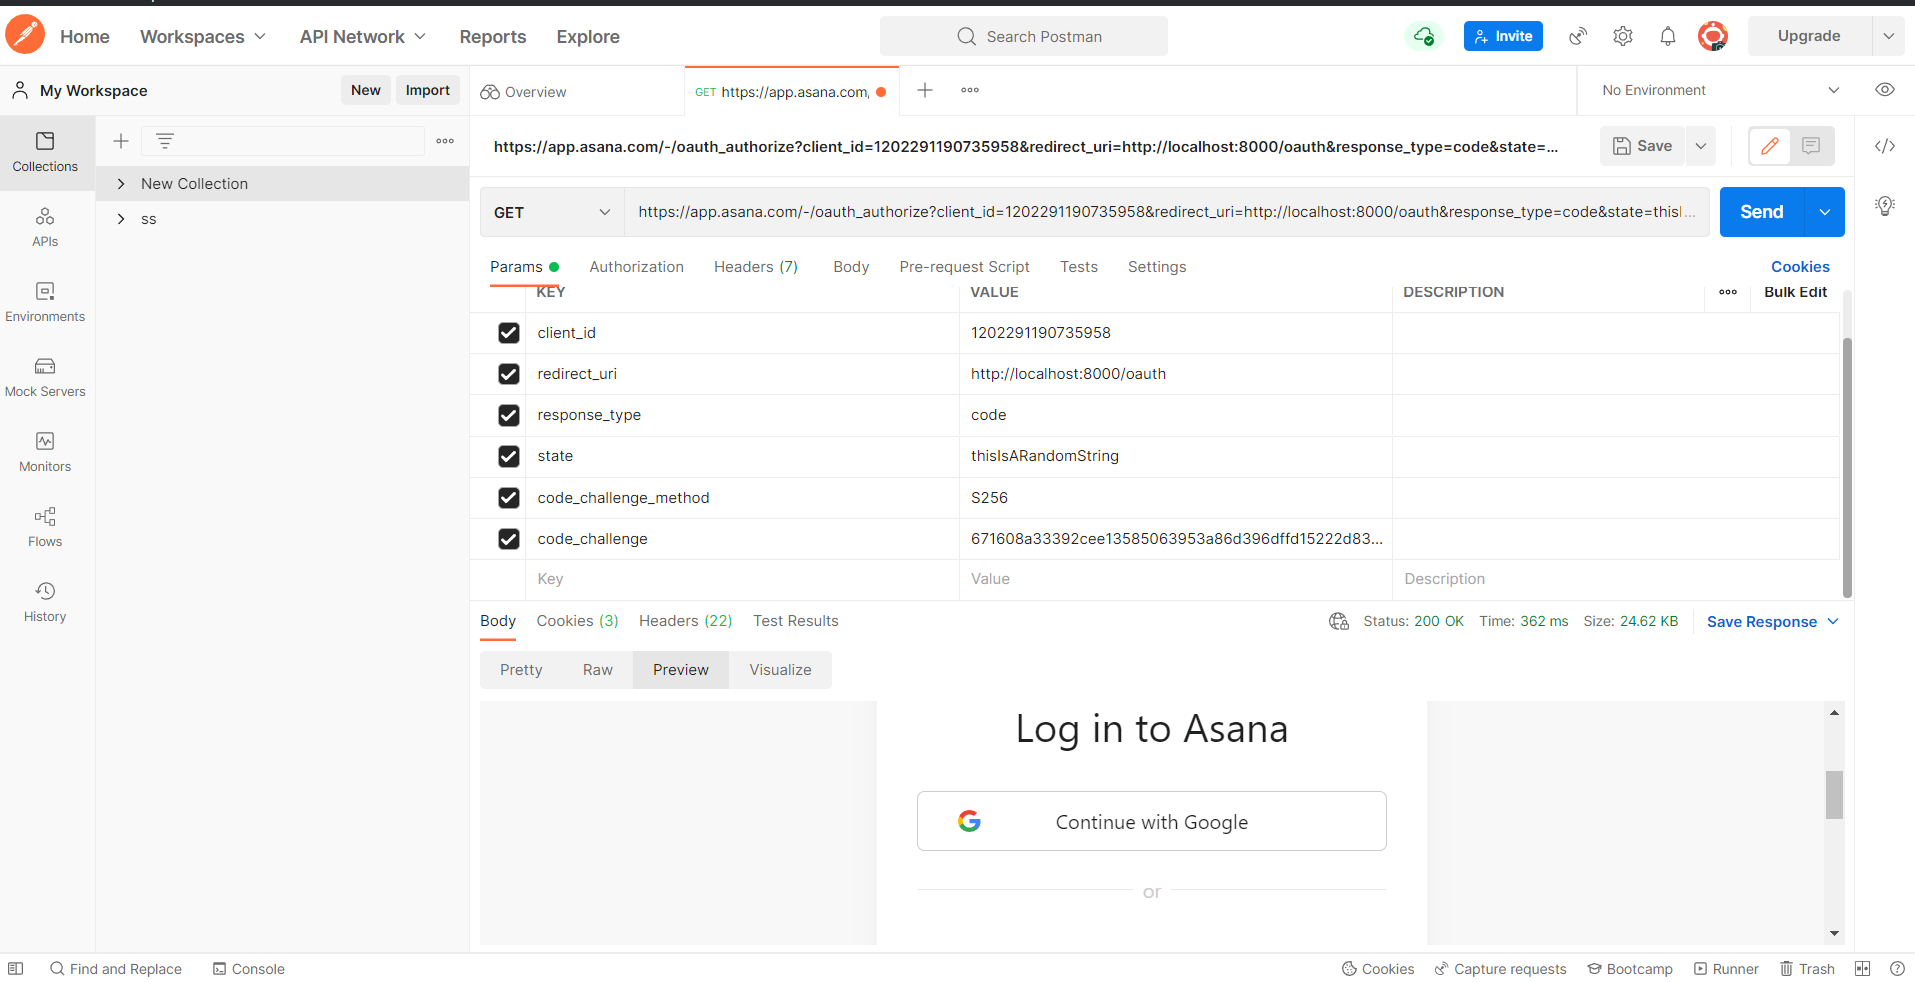 Home Workspaces API Network Reports Explore Search Postman Invite Upgrade
My Workspace New Import Overview GET https://app.asana.com, No Environment
https://app.asana.com/-/oauth_authorize?client_id=1202291190735958&redirect_uri=http://localhost:8000/oauth&response_type=code&state=... Save
Collections
New Collection
ss
APIs
Environments
Mock Servers
Monitors
Flows
History
GET https://app.asana.com/-/oauth_authorize?client_id=1202291190735958&redirect_uri=http://localhost:8000/oauth&response_type=code&state=thisI... Send
Params Authorization Headers (7) Body Pre-request Script Tests Settings Cookies
KEY VALUE DESCRIPTION Bulk Edit
client_id 1202291190735958
redirect_uri http://localhost:8000/oauth
response_type code
state thisIsARandomString
code_challenge_method S256
code_challenge 671608a33392cee13585063953a86d396dffd15222d83...
Key Value Description
Body Cookies (3) Headers (22) Test Results Status: 200 OK Time: 362 ms Size: 24.62 KB Save Response
Pretty Raw Preview Visualize
Log in to Asana
Continue with Google
or
Find and Replace Console Cookies Capture requests Bootcamp Runner Trash